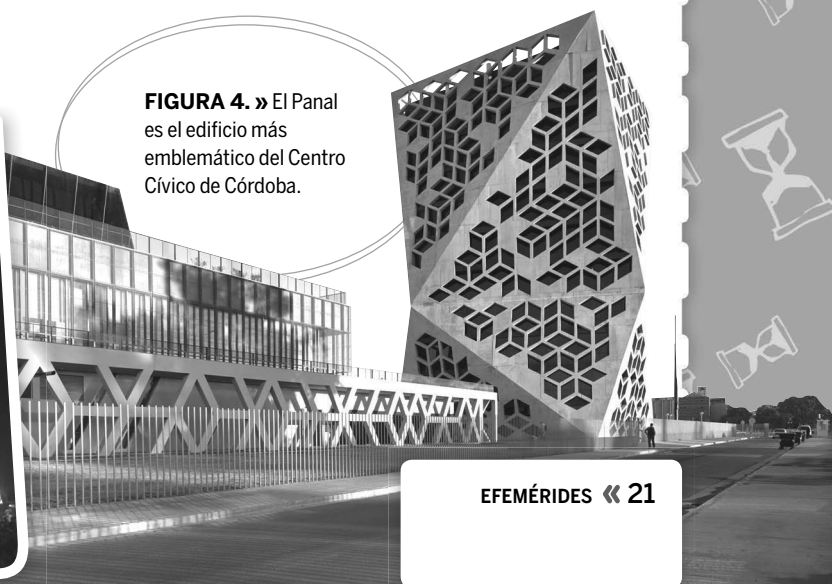 FIGURA 4. » El Panal
es el edificio más
emblemático del Centro
Cívico de Córdoba.
EFEMÉRIDES « 21